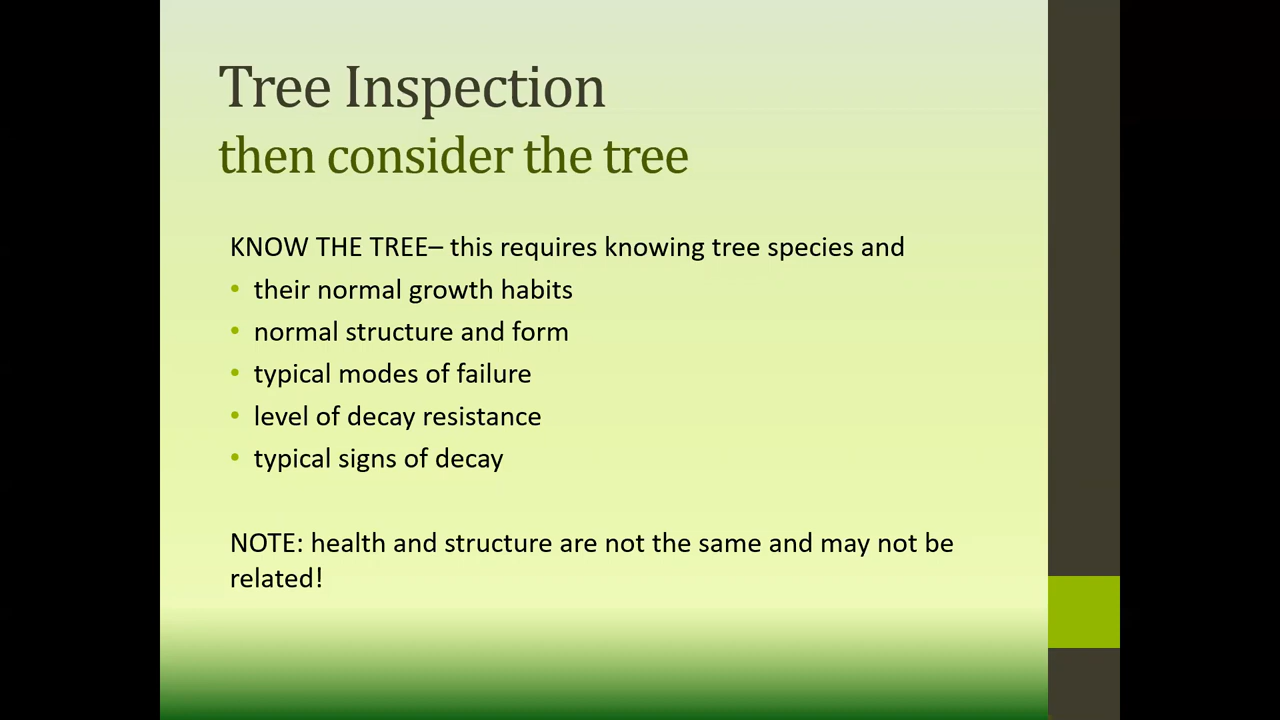 Tree Inspection
then consider the tree
KNOW THE TREE– this requires knowing tree species and
• their normal growth habits
• normal structure and form
• typical modes of failure
• level of decay resistance
• typical signs of decay
NOTE: health and structure are not the same and may not be
related!